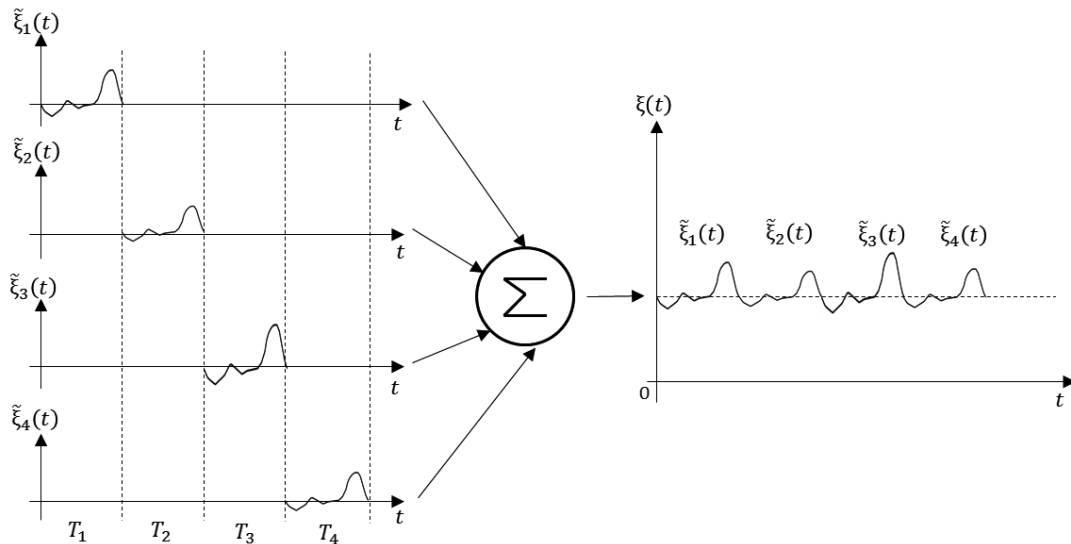 ξ̃₁(t)
t
ξ̃₂(t)
t
ξ̃₃(t)
t
ξ̃₄(t)
t
T₁ T₂ T₃ T₄
Σ
ξ(t)
ξ̃₁(t) ξ̃₂(t) ξ̃₃(t) ξ̃₄(t)
0
t